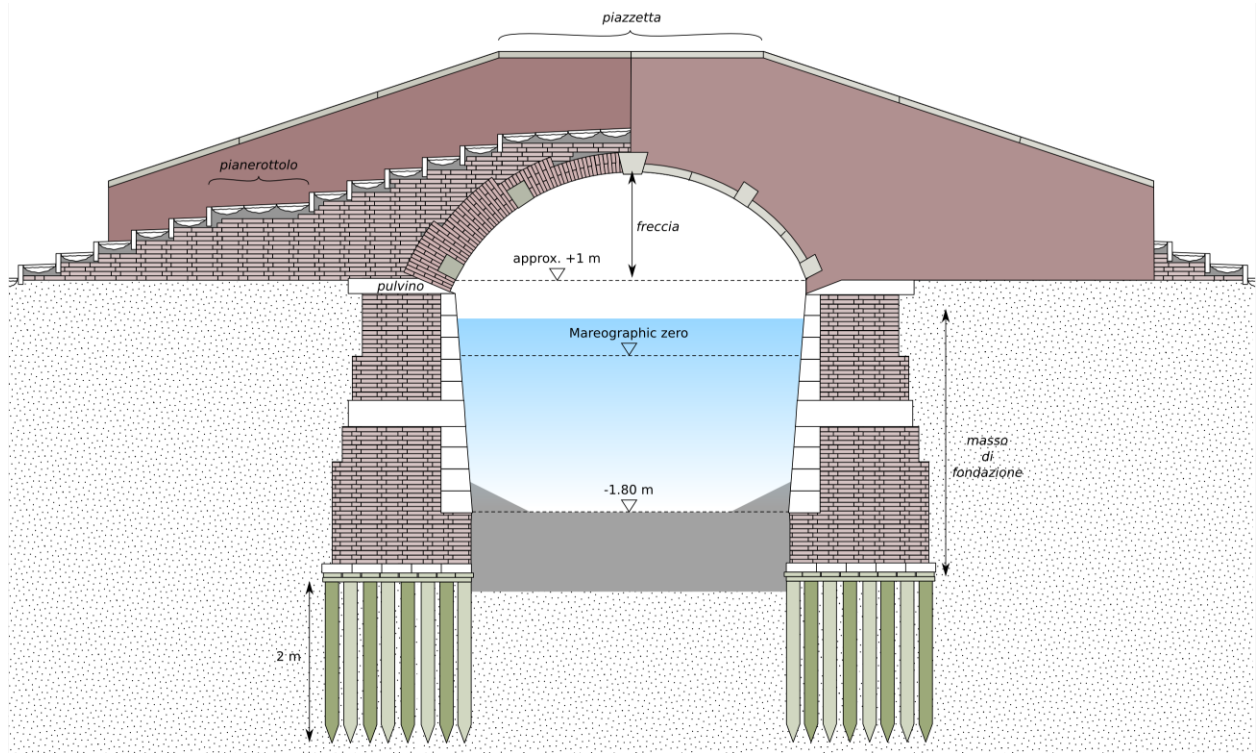 piazzetta
pianerottolo
freccia
approx. +1 m
pulvino
Mareographic zero
masso
di
fondazione
-1.80 m
2 m